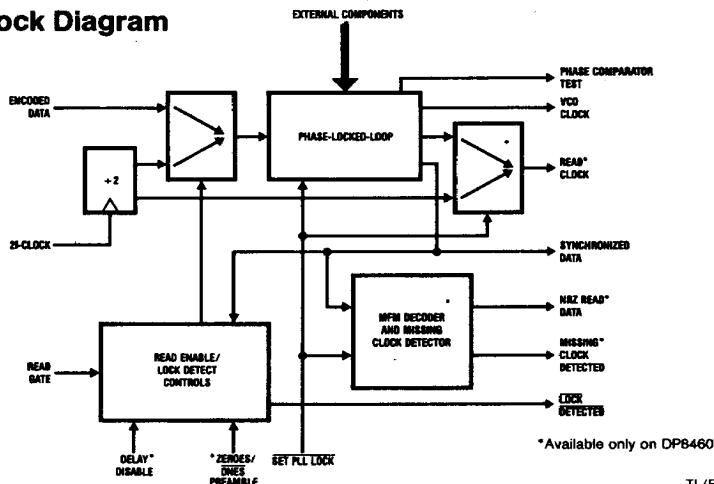 ock Diagram
EXTERNAL COMPONENTS
ENCODED
DATA
÷2
2f-CLOCK
PHASE-LOCKED-LOOP
PHASE COMPARATOR
TEST
VCO
CLOCK
READ*
CLOCK
SYNCHRONIZED
DATA
MFM DECODER
AND MISSING
CLOCK DETECTOR
NRZ READ*
DATA
MISSING*
CLOCK
DETECTED
READ ENABLE/
LOCK DETECT
CONTROLS
READ
GATE
LOCK
DETECTED
DELAY*
DISABLE
*ZEROES/
ONES
PREAMBLE
SET PLL LOCK
*Available only on DP8460